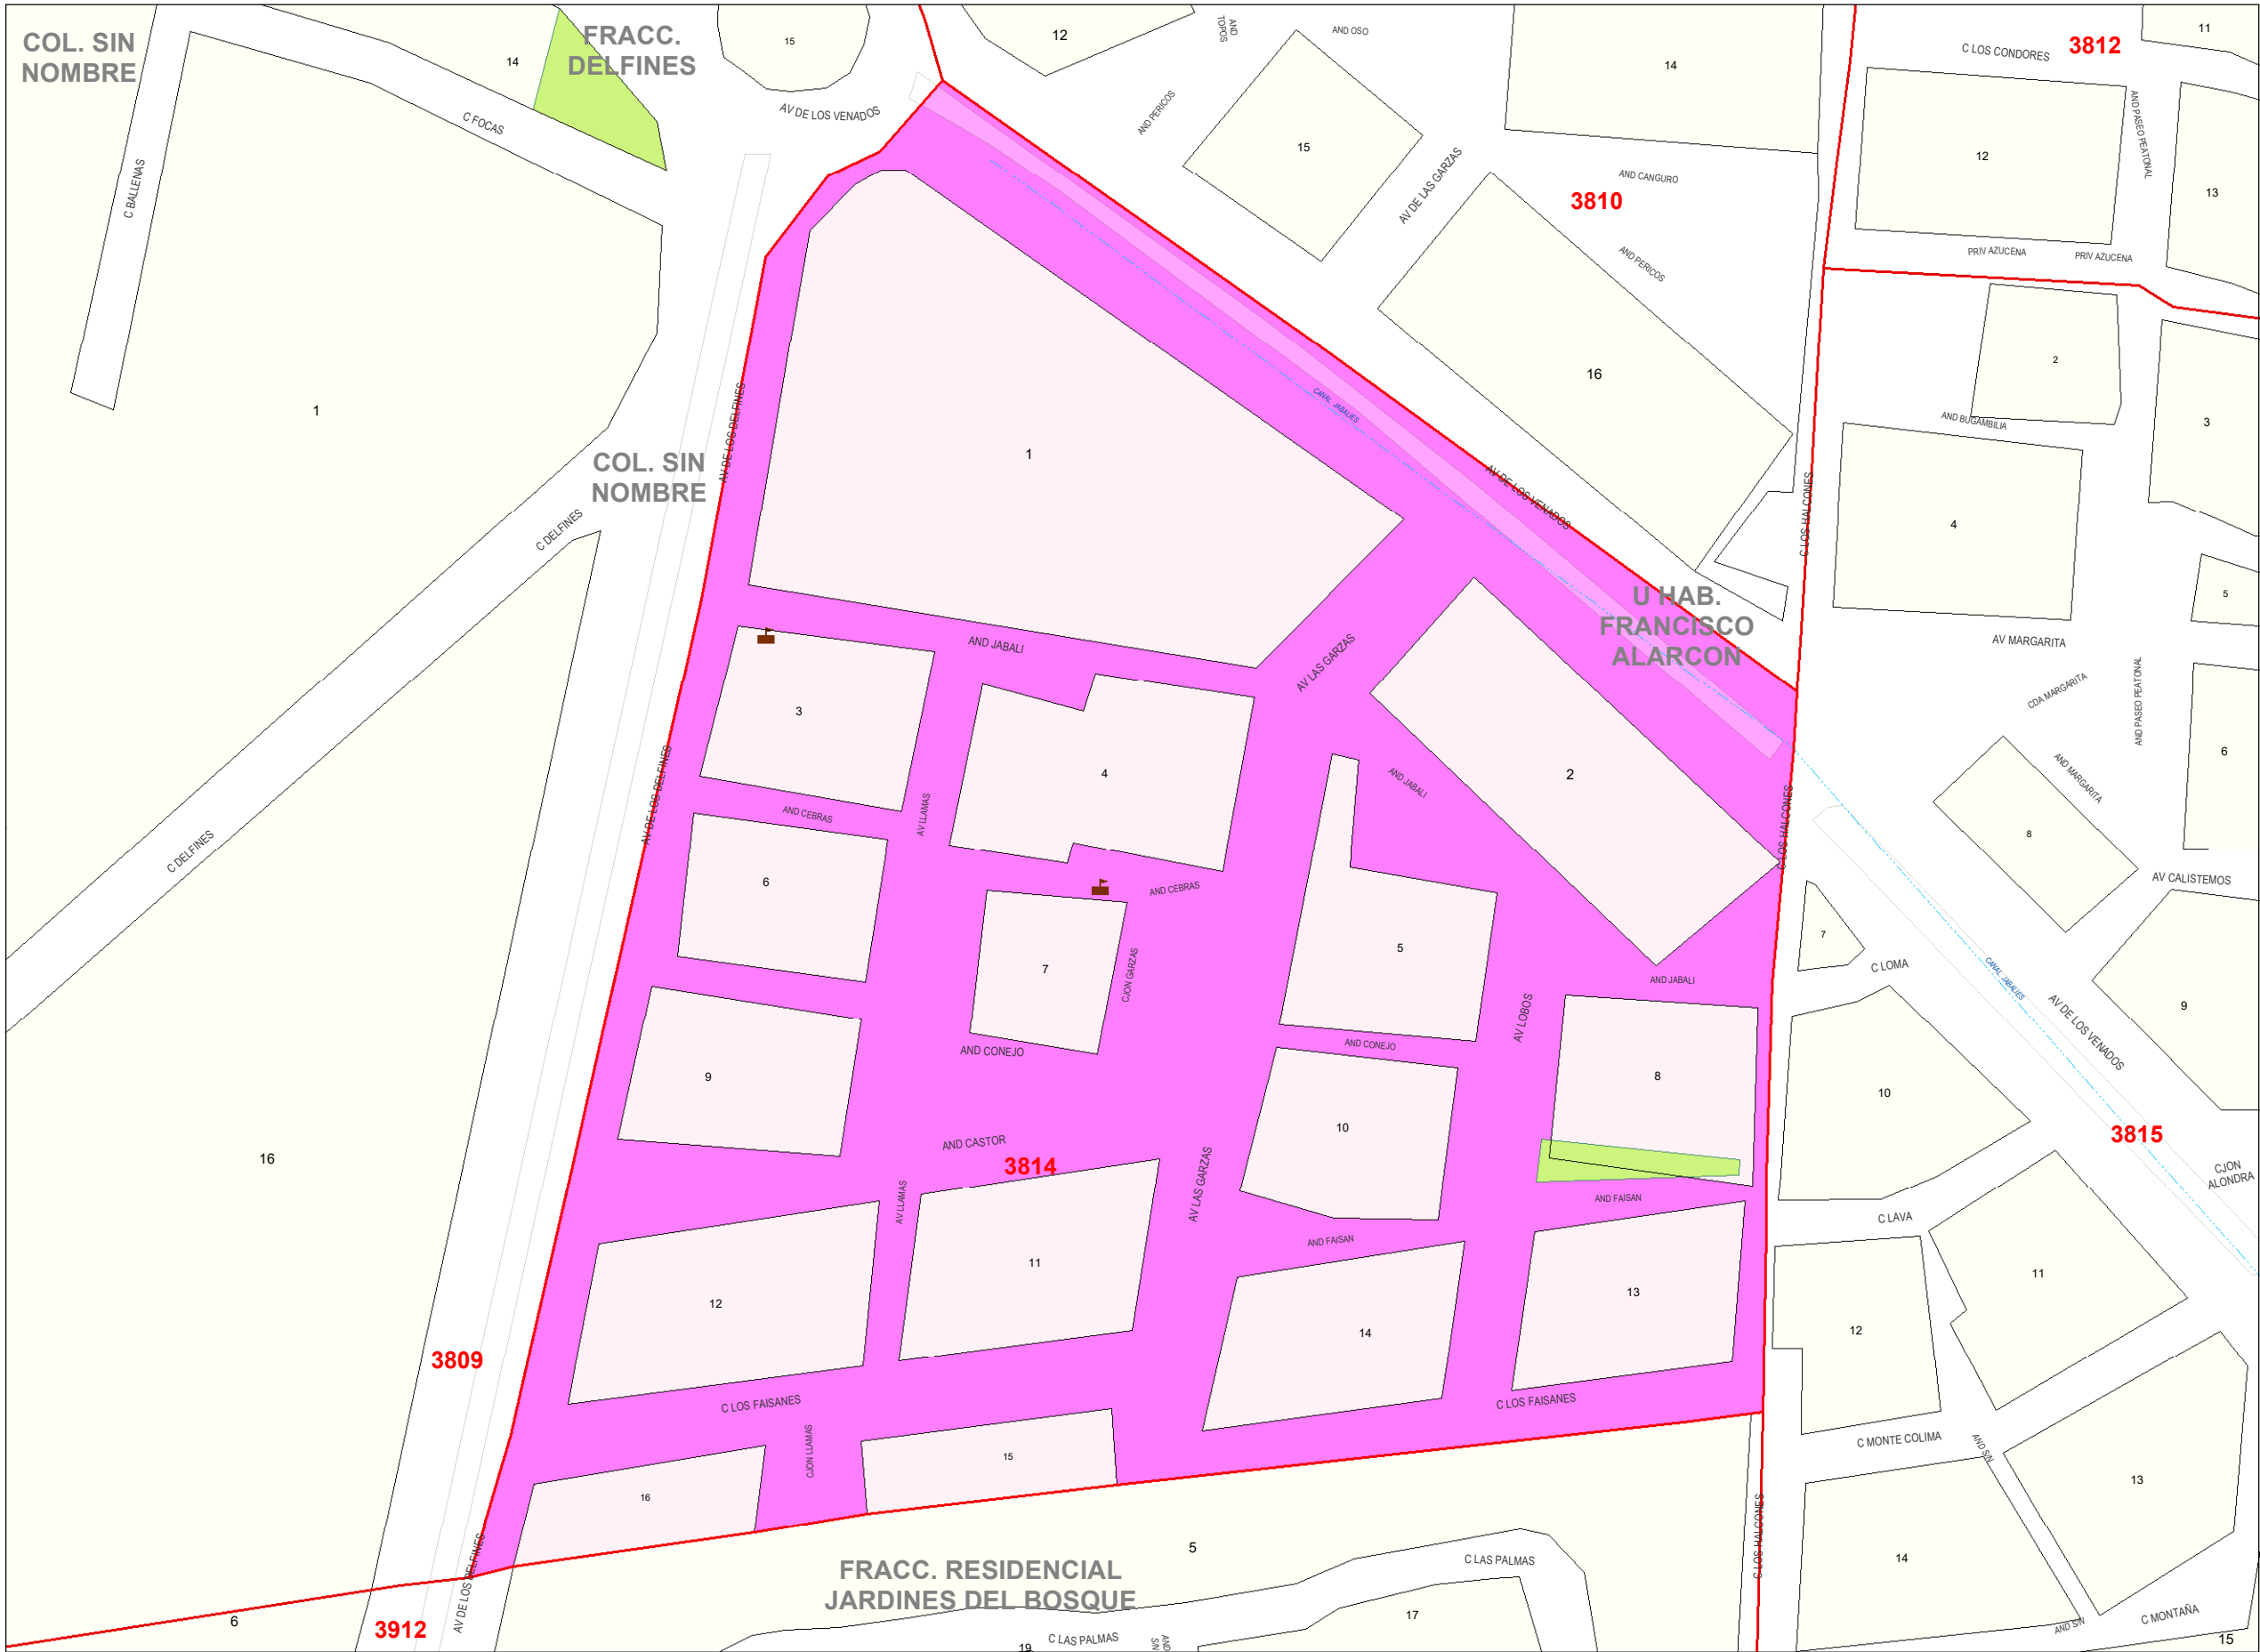 COL. SIN
NOMBRE
FRACC.
DELFINES
14
15
12
AND
TOPOS
AND OSO
14
C LOS CONDORES
3812
11
C FOCAS
AV DE LOS VENADOS
AND PERICOS
15
AV DE LAS GARZAS
AND CANGURO
3810
12
AND PASEO PEATONAL
13
C BALLENAS
AND PERICOS
PRIV AZUCENA
PRIV AZUCENA
1
AV DE LOS DELFINES
1
CANAL JABALIES
16
2
AND BUGAMBILIA
3
COL. SIN
NOMBRE
C DELFINES
AV DE LOS VENADOS
C LOS HALCONES
4
5
U HAB.
FRANCISCO
ALARCON
AND JABALI
AV LAS GARZAS
AV MARGARITA
CDA MARGARITA
AND PASEO PEATONAL
3
4
AND JABALI
2
AND MARGARITA
6
AV DE LOS DELFINES
AND CEBRAS
AV LLAMAS
C LOS HALCONES
8
C DELFINES
6
AND CEBRAS
AV CALISTEMOS
7
CJON GARZAS
5
AND JABALI
7
C LOMA
CANAL JABALIES
AV DE LOS VENADOS
9
AV LOBOS
AND CONEJO
AND CONEJO
9
8
10
10
3815
16
AND CASTOR
3814
AV LLAMAS
AV LAS GARZAS
AND FAISAN
CJON
ALONDRA
C LAVA
AND FAISAN
11
11
12
13
14
12
3809
C LOS FAISANES
C LOS FAISANES
CJON LLAMAS
15
16
C MONTE COLIMA
AND S/N
13
C LOS HALCONES
AV DE LOS DELFINES
5
C LAS PALMAS
14
FRACC. RESIDENCIAL
JARDINES DEL BOSQUE
6
3912
AV DE LOS DELFINES
17
19
C LAS PALMAS
AND
S/N
AND S/N
C MONTAÑA
15